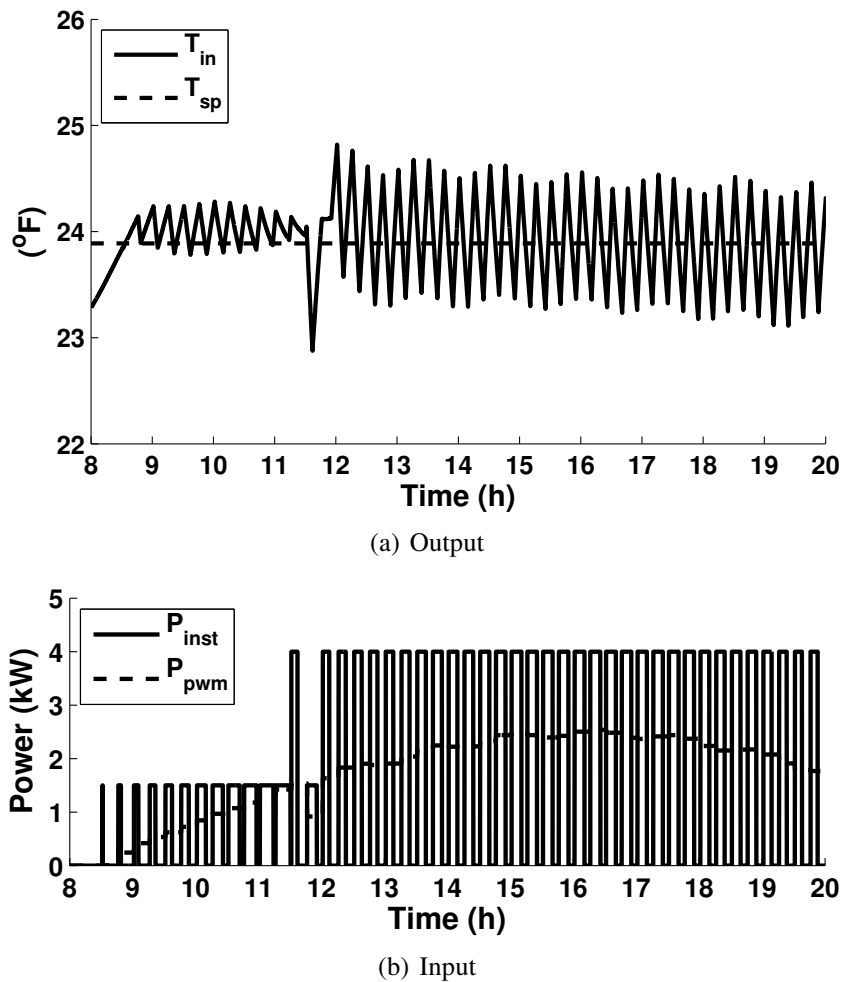 26
25
24
23
22
(°F)
T_in
T_sp
8 9 10 11 12 13 14 15 16 17 18 19 20
Time (h)
(a) Output
5
4
3
2
1
0
Power (kW)
P_inst
P_pwm
8 9 10 11 12 13 14 15 16 17 18 19 20
Time (h)
(b) Input